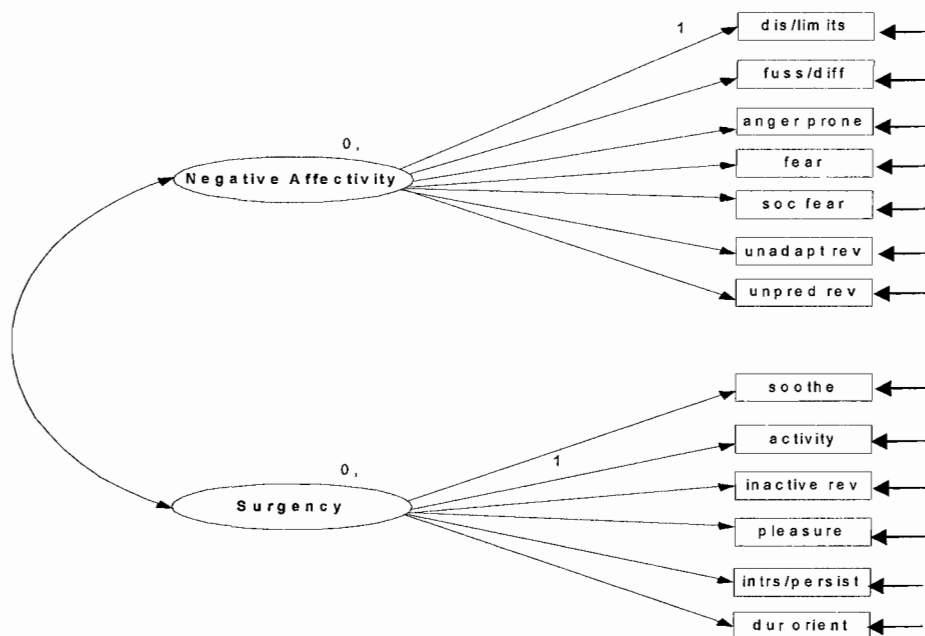 1
dis/limits
fuss/diff
anger prone
0,
fear
Negative Affectivity
soc fear
unadapt rev
unpred rev
soothe
activity
0,
1
inactive rev
Surgency
pleasure
intrs/persist
dur orient